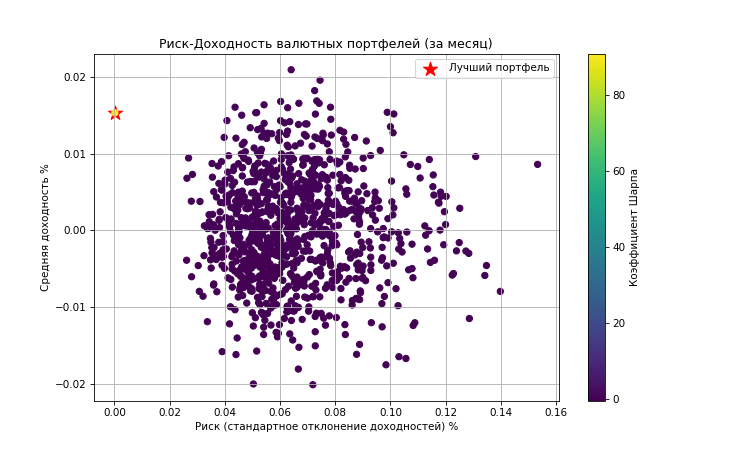 Риск-Доходность валютных портфелей (за месяц)
Лучший портфель
Средняя доходность %
0.02
0.01
0.00
−0.01
−0.02
0.00 0.02 0.04 0.06 0.08 0.10 0.12 0.14 0.16
Риск (стандартное отклонение доходностей) %
80
60
40
20
0
Коэффициент Шарпа